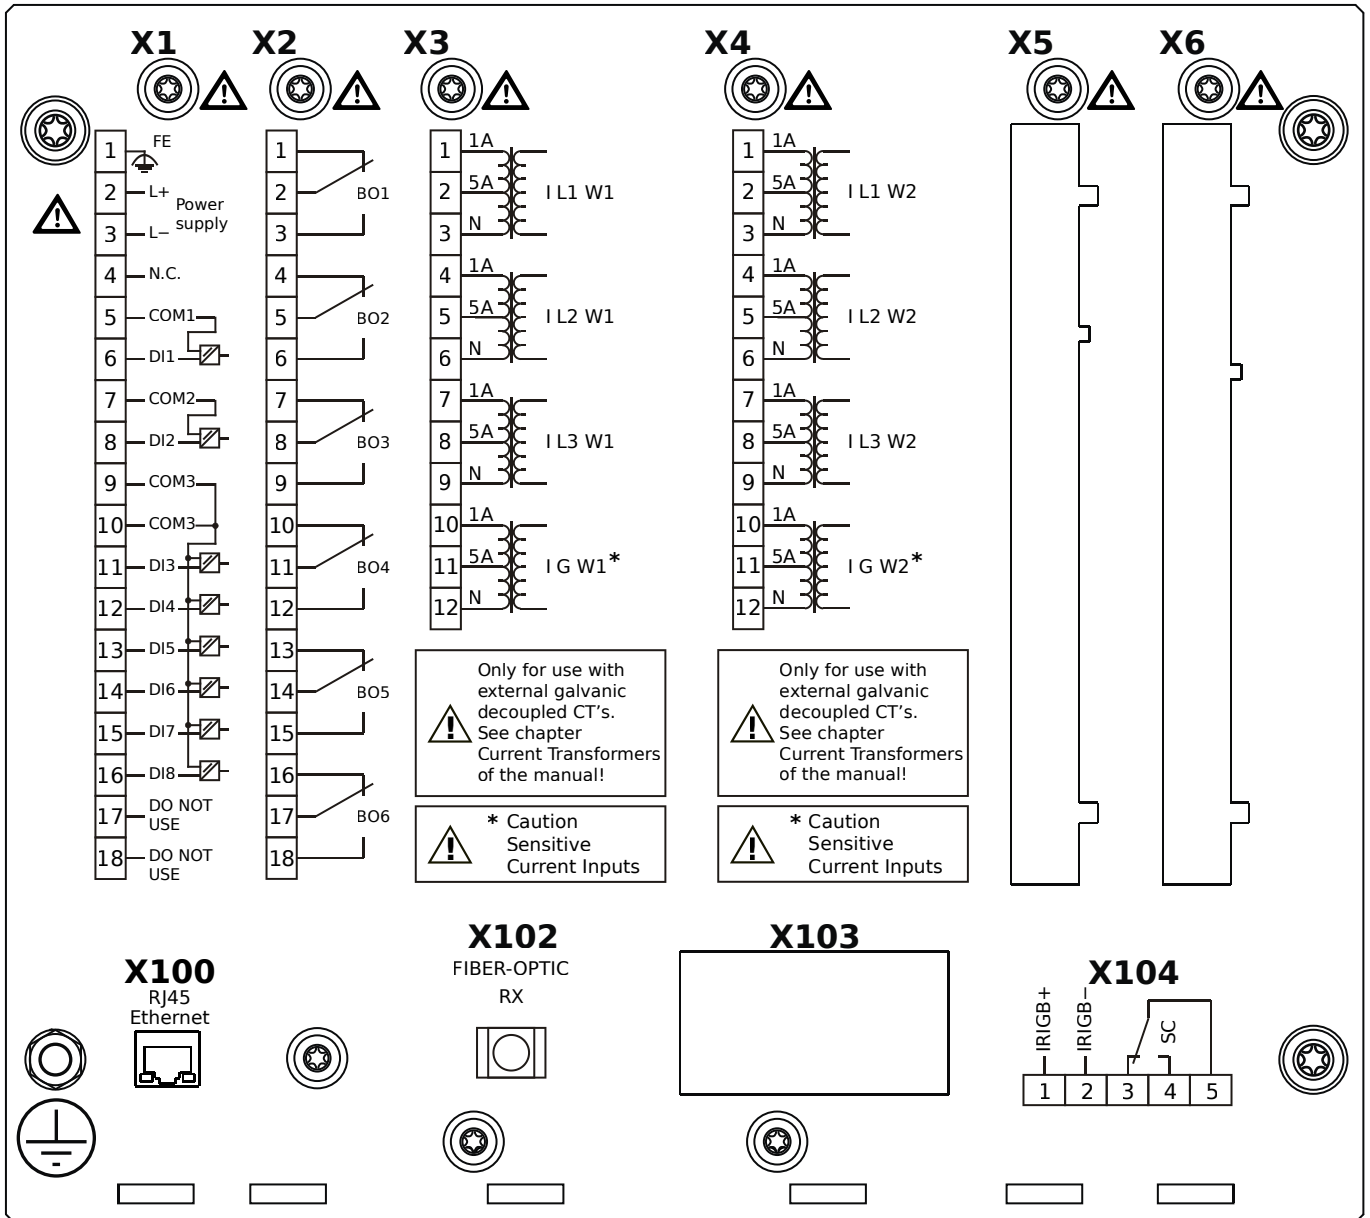 X1
X2
X3
X4
X5
X6
1
FE
2
L+
Power
supply
3
L−
4
N.C.
5
COM1
6
DI1
7
COM2
8
DI2
9
COM3
10
COM3
11
DI3
12
DI4
13
DI5
14
DI6
15
DI7
16
DI8
17
DO NOT
USE
18
DO NOT
USE
1
2
BO1
3
4
5
BO2
6
7
8
BO3
9
10
11
BO4
12
13
14
BO5
15
16
17
BO6
18
1 1A
2 5A I L1 W1
3 N
4 1A
5 5A I L2 W1
6 N
7 1A
8 5A I L3 W1
9 N
10 1A
11 5A I G W1*
12 N
Only for use with
external galvanic
decoupled CT's.
See chapter
Current Transformers
of the manual!
* Caution
Sensitive
Current Inputs
1 1A
2 5A I L1 W2
3 N
4 1A
5 5A I L2 W2
6 N
7 1A
8 5A I L3 W2
9 N
10 1A
11 5A I G W2*
12 N
Only for use with
external galvanic
decoupled CT's.
See chapter
Current Transformers
of the manual!
* Caution
Sensitive
Current Inputs
X100
RJ45
Ethernet
X102
FIBER-OPTIC
RX
X103
X104
IRIGB+
IRIGB−
SC
1 2 3 4 5